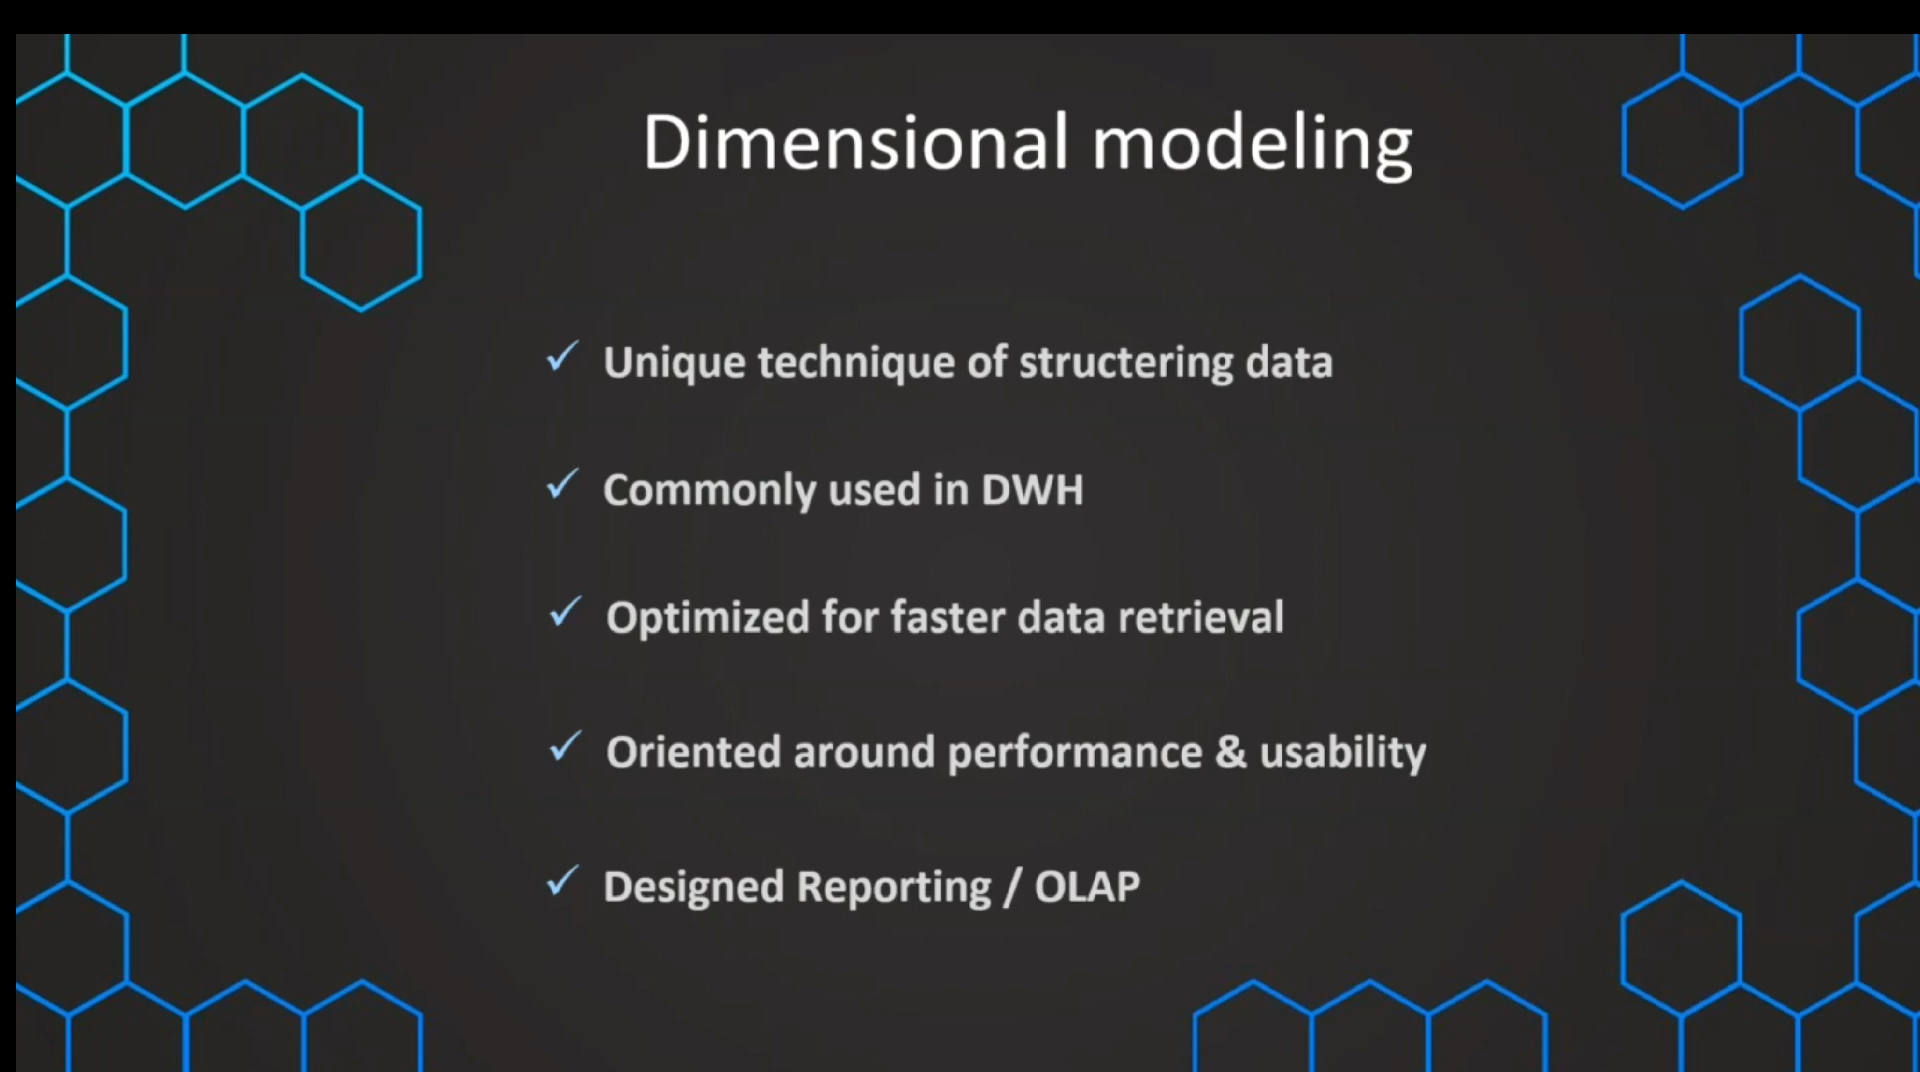 Dimensional modeling
✓ Unique technique of structering data
✓ Commonly used in DWH
✓ Optimized for faster data retrieval
✓ Oriented around performance & usability
✓ Designed Reporting / OLAP